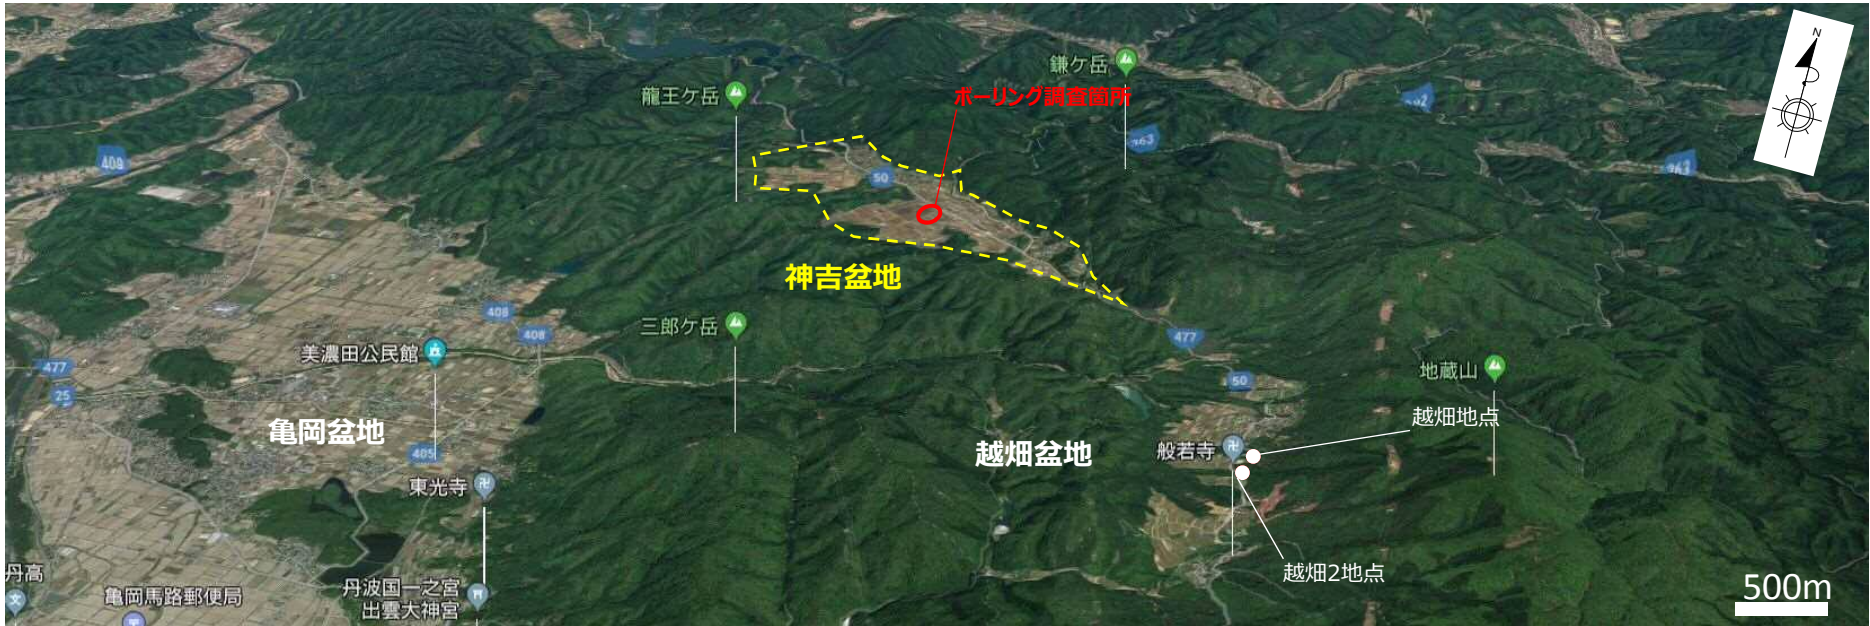 N
鎌ケ岳
龍王ケ岳
ボーリング調査箇所
363
363
408
50
神吉盆地
408
408
三郎ケ岳
美濃田公民館
477
477
25
50
地蔵山
越畑地点
亀岡盆地
越畑盆地
般若寺
405
東光寺
越畑2地点
丹高
丹波国一之宮
出雲大神宮
亀岡馬路郵便局
500m